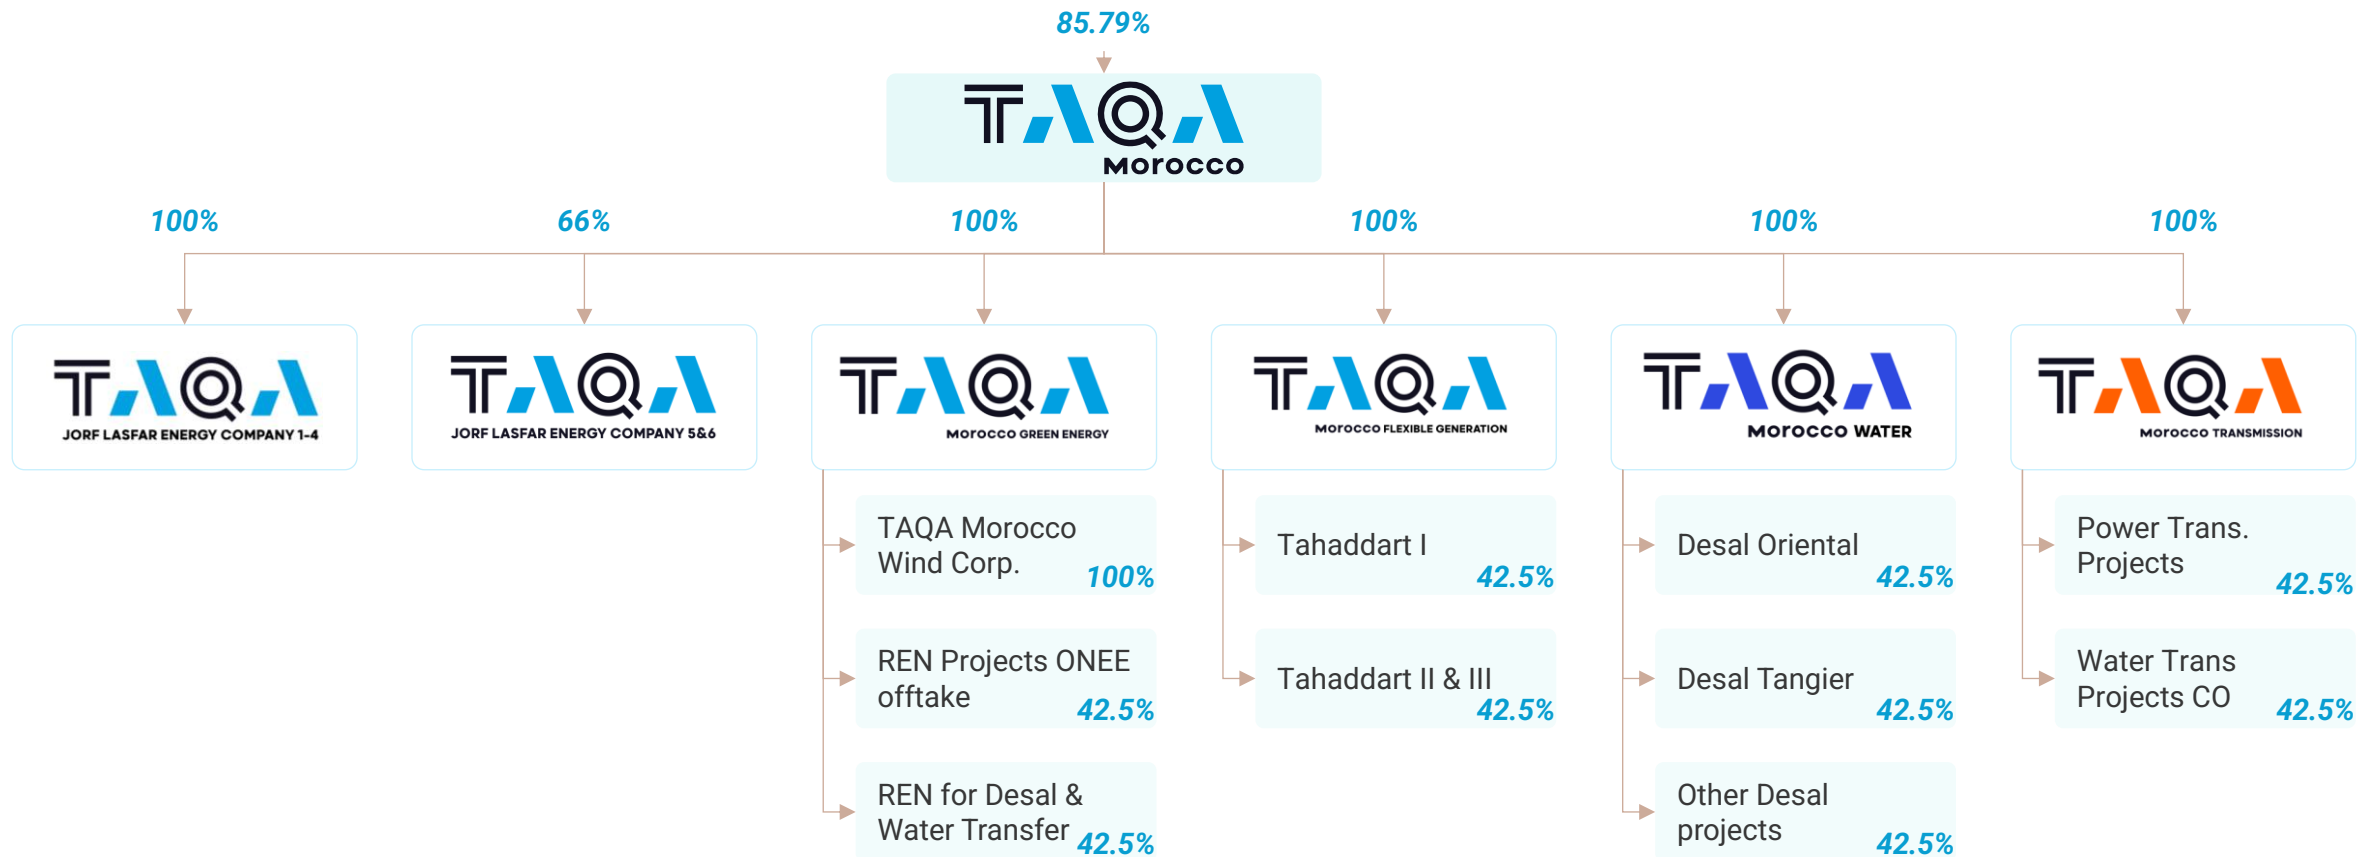 85.79%
TAQA
Morocco
100%
66%
100%
100%
100%
100%
TAQA
JORF LASFAR ENERGY COMPANY 1-4
TAQA
JORF LASFAR ENERGY COMPANY 5&6
TAQA
Morocco GREEN ENERGY
TAQA
Morocco FLEXIBLE GENERATION
TAQA
Morocco WATER
TAQA
Morocco TRANSMISSION
TAQA Morocco
Wind Corp.
100%
REN Projects ONEE
offtake
42.5%
REN for Desal &
Water Transfer
42.5%
Tahaddart I
42.5%
Tahaddart II & III
42.5%
Desal Oriental
42.5%
Desal Tangier
42.5%
Other Desal
projects
42.5%
Power Trans.
Projects
42.5%
Water Trans
Projects CO
42.5%